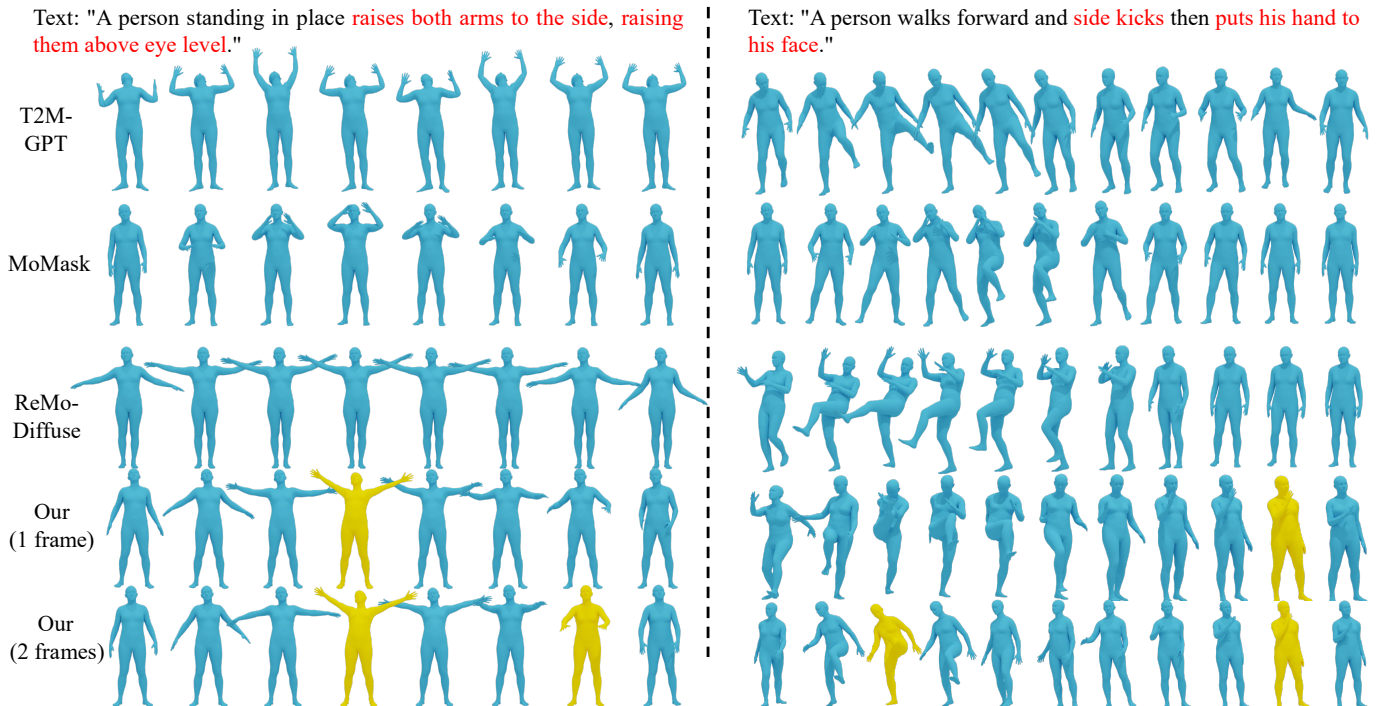 Text: "A person standing in place raises both arms to the side, raising
them above eye level."
Text: "A person walks forward and side kicks then puts his hand to
his face."
T2M-
GPT
MoMask
ReMo-
Diffuse
Our
(1 frame)
Our
(2 frames)